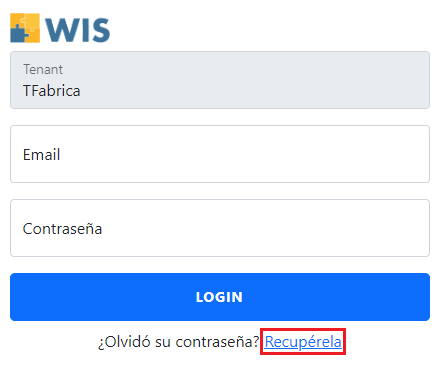 WIS
Tenant
TFabrica
Email
Contraseña
LOGIN
¿Olvidó su contraseña? Recupérela